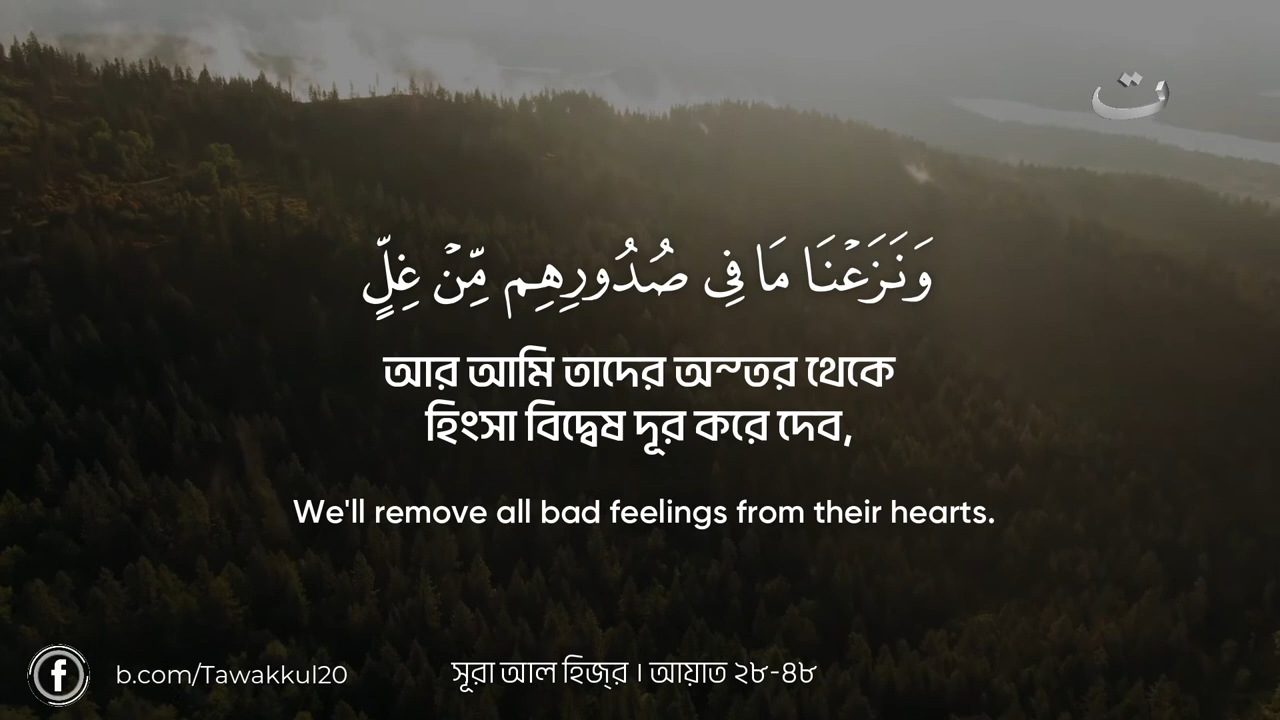 ت
وَنَزَعْنَا مَا فِى صُدُورِهِم مِّنْ غِلٍّ
আর আমি তাদের অন্তর থেকে
হিংসা বিদ্বেষ দূর করে দেব,
We'll remove all bad feelings from their hearts.
f b.com/Tawakkul20 সূরা আল হিজ্‌র । আয়াত ২৮-৪৮